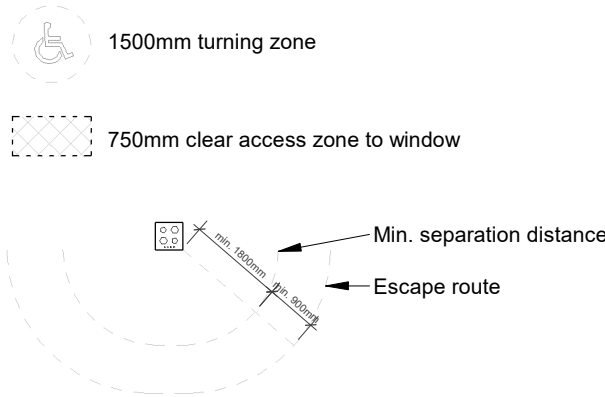 1500mm turning zone
750mm clear access zone to window
min. 1800mm
Min. separation distance
min. 900mm
Escape route